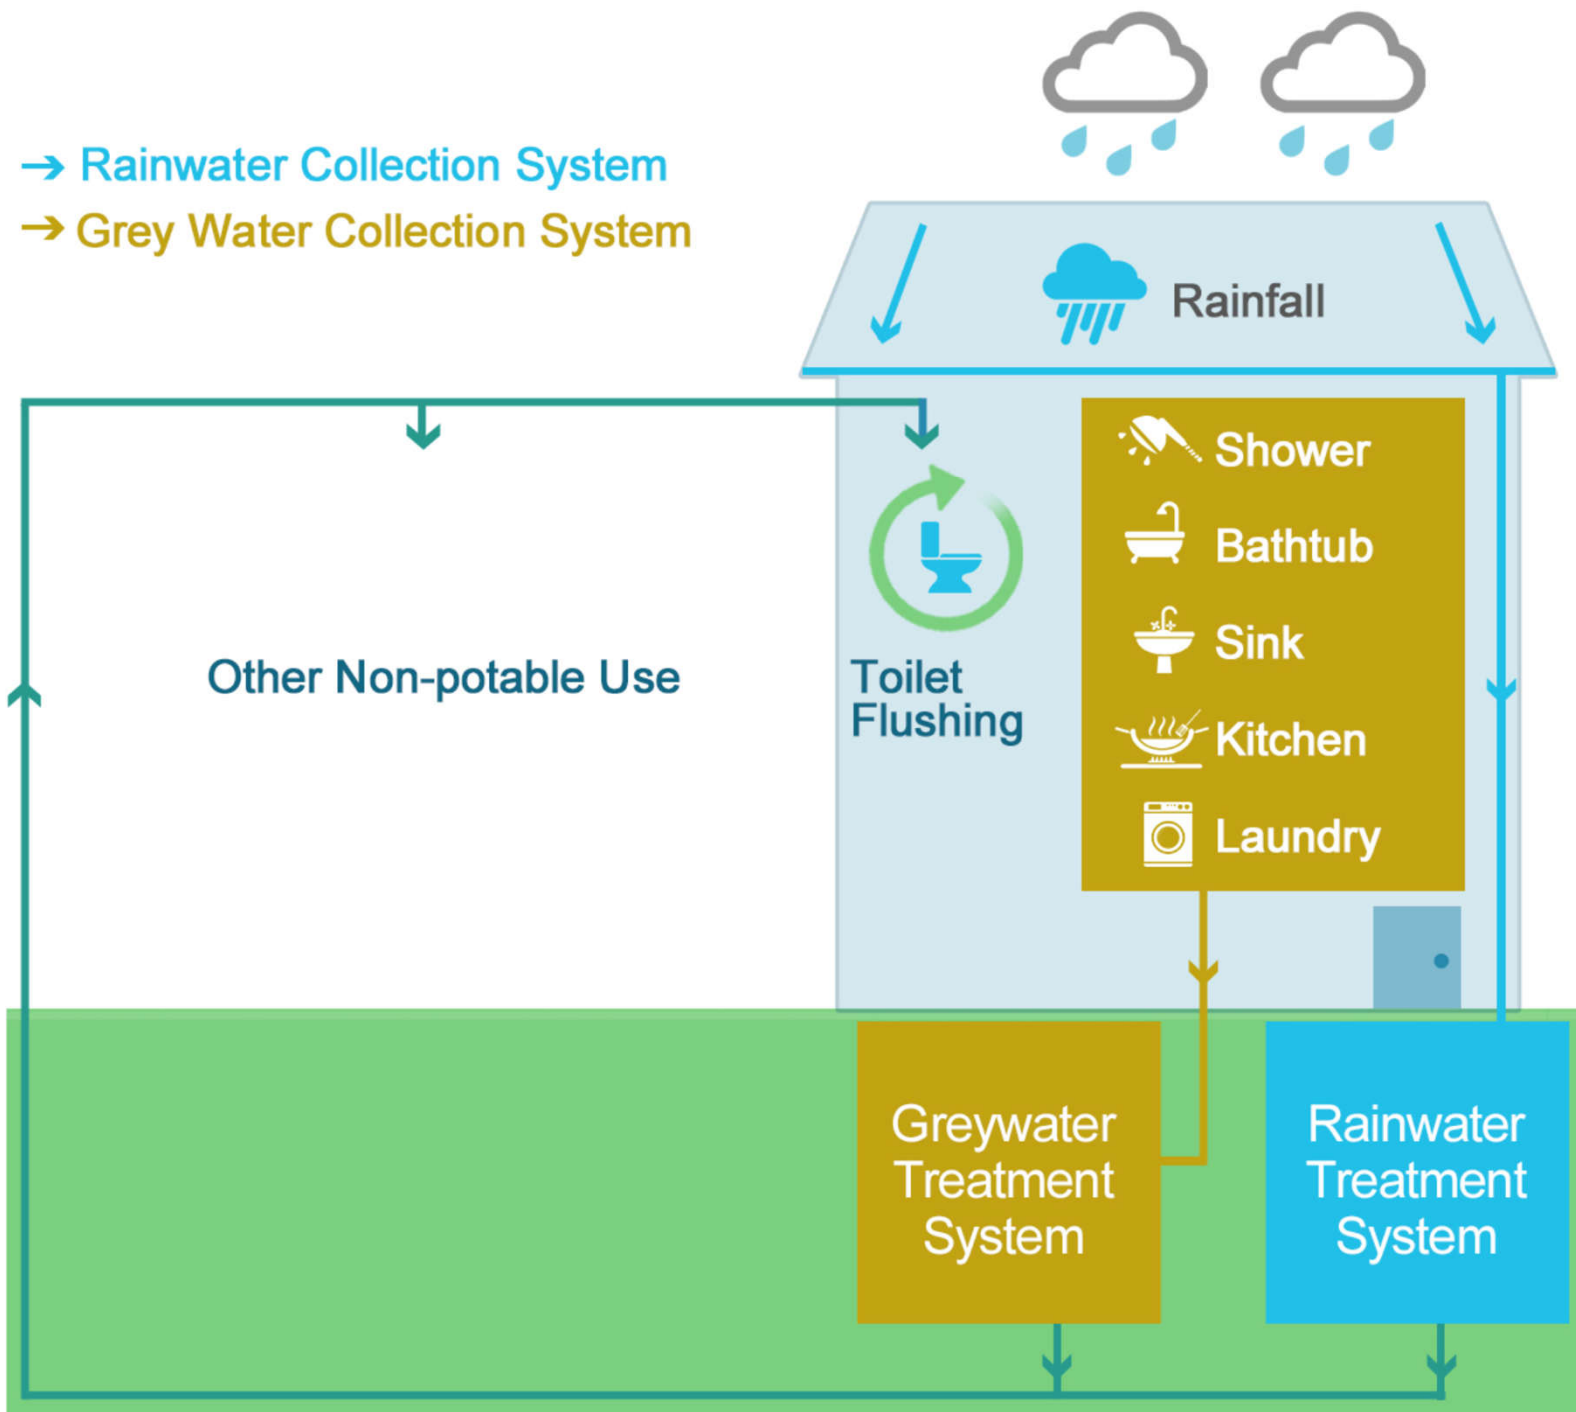 Rainwater Collection System
Grey Water Collection System
Rainfall
Shower
Bathtub
Sink
Kitchen
Laundry
Other Non-potable Use
Toilet
Flushing
Greywater
Treatment
System
Rainwater
Treatment
System